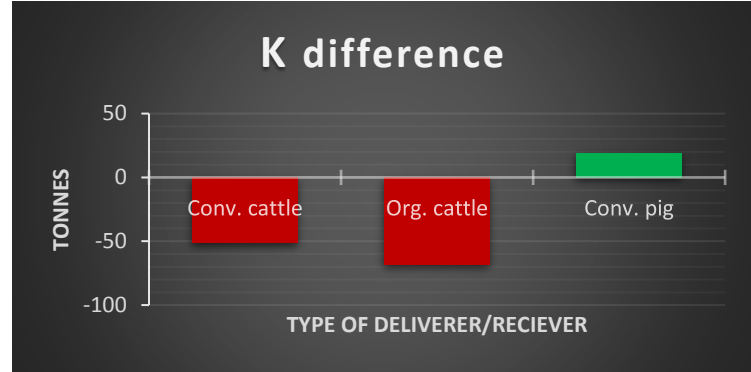 K difference
50
0
-50
-100
TONNES
Conv. cattle
Org. cattle
Conv. pig
TYPE OF DELIVERER/RECIEVER